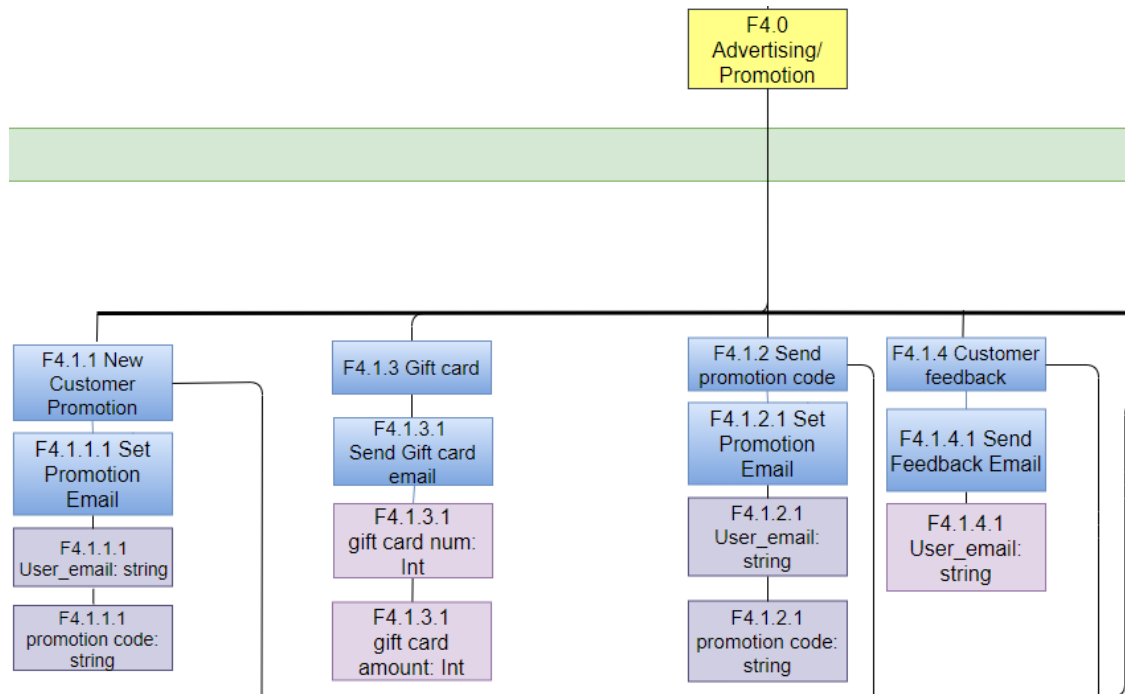 F4.0
Advertising/
Promotion
F4.1.1 New
Customer
Promotion
F4.1.1.1 Set
Promotion
Email
F4.1.1.1
User_email: string
F4.1.1.1
promotion code:
string
F4.1.3 Gift card
F4.1.3.1
Send Gift card
email
F4.1.3.1
gift card num:
Int
F4.1.3.1
gift card
amount: Int
F4.1.2 Send
promotion code
F4.1.2.1 Set
Promotion
Email
F4.1.2.1
User_email:
string
F4.1.2.1
promotion code:
string
F4.1.4 Customer
feedback
F4.1.4.1 Send
Feedback Email
F4.1.4.1
User_email:
string